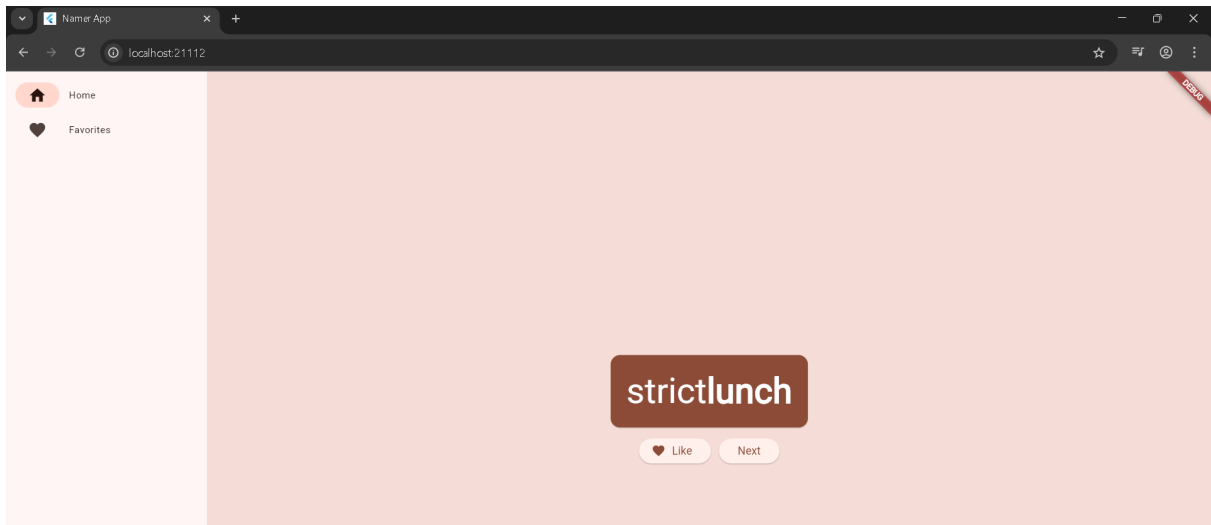 Namer App
localhost:21112
DEBUG
Home
Favorites
strictlunch
Like
Next